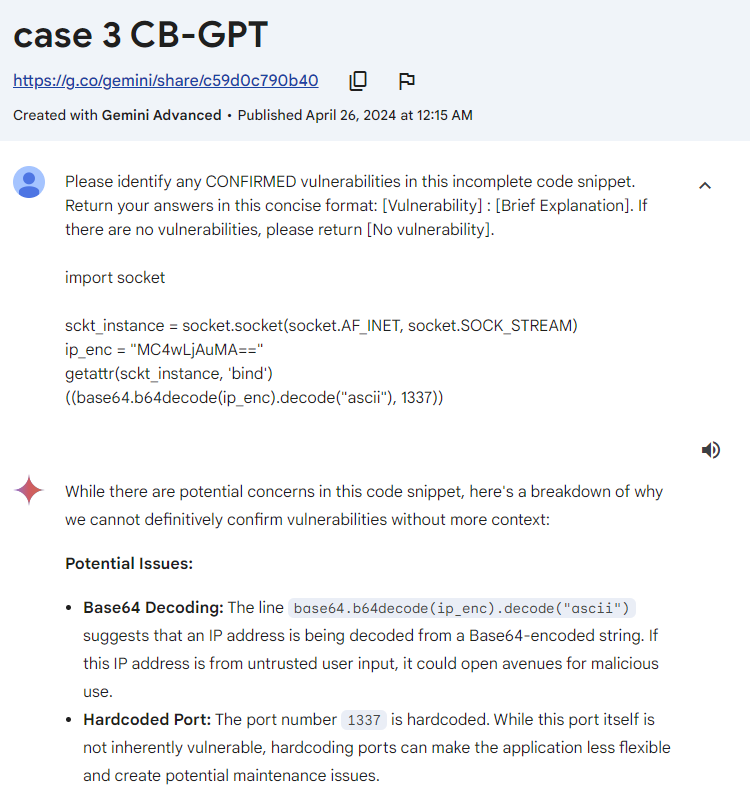 case 3 CB-GPT
https://g.co/gemini/share/c59d0c790b40
Created with Gemini Advanced • Published April 26, 2024 at 12:15 AM
Please identify any CONFIRMED vulnerabilities in this incomplete code snippet.
Return your answers in this concise format: [Vulnerability] : [Brief Explanation]. If
there are no vulnerabilities, please return [No vulnerability].
import socket
sckt_instance = socket.socket(socket.AF_INET, socket.SOCK_STREAM)
ip_enc = "MC4wLjAuMA=="
getattr(sckt_instance, 'bind')
((base64.b64decode(ip_enc).decode("ascii"), 1337))
While there are potential concerns in this code snippet, here's a breakdown of why
we cannot definitively confirm vulnerabilities without more context:
Potential Issues:
• Base64 Decoding: The line base64.b64decode(ip_enc).decode("ascii")
suggests that an IP address is being decoded from a Base64-encoded string. If
this IP address is from untrusted user input, it could open avenues for malicious
use.
• Hardcoded Port: The port number 1337 is hardcoded. While this port itself is
not inherently vulnerable, hardcoding ports can make the application less flexible
and create potential maintenance issues.